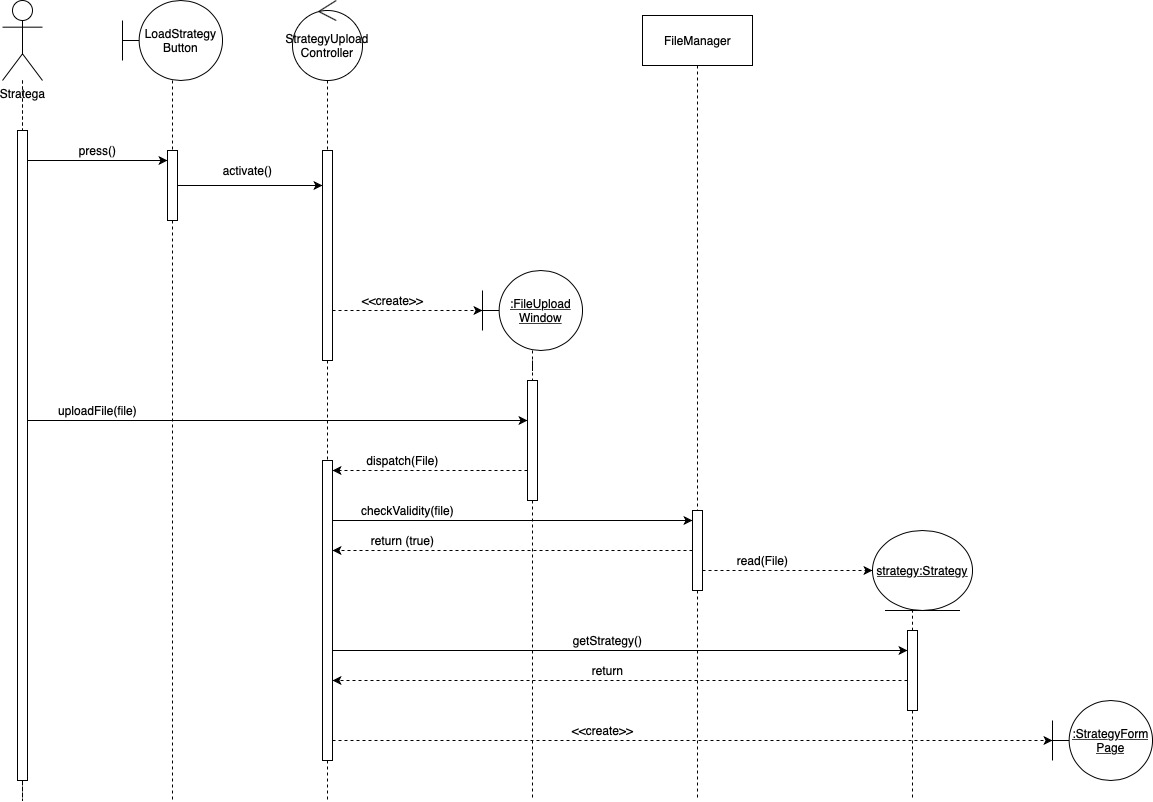 LoadStrategy
Button
StrategyUpload
Controller
FileManager
Stratega
press()
activate()
<<create>>
:FileUpload
Window
uploadFile(file)
dispatch(File)
checkValidity(file)
return (true)
read(File)
strategy:Strategy
getStrategy()
return
<<create>>
:StrategyForm
Page